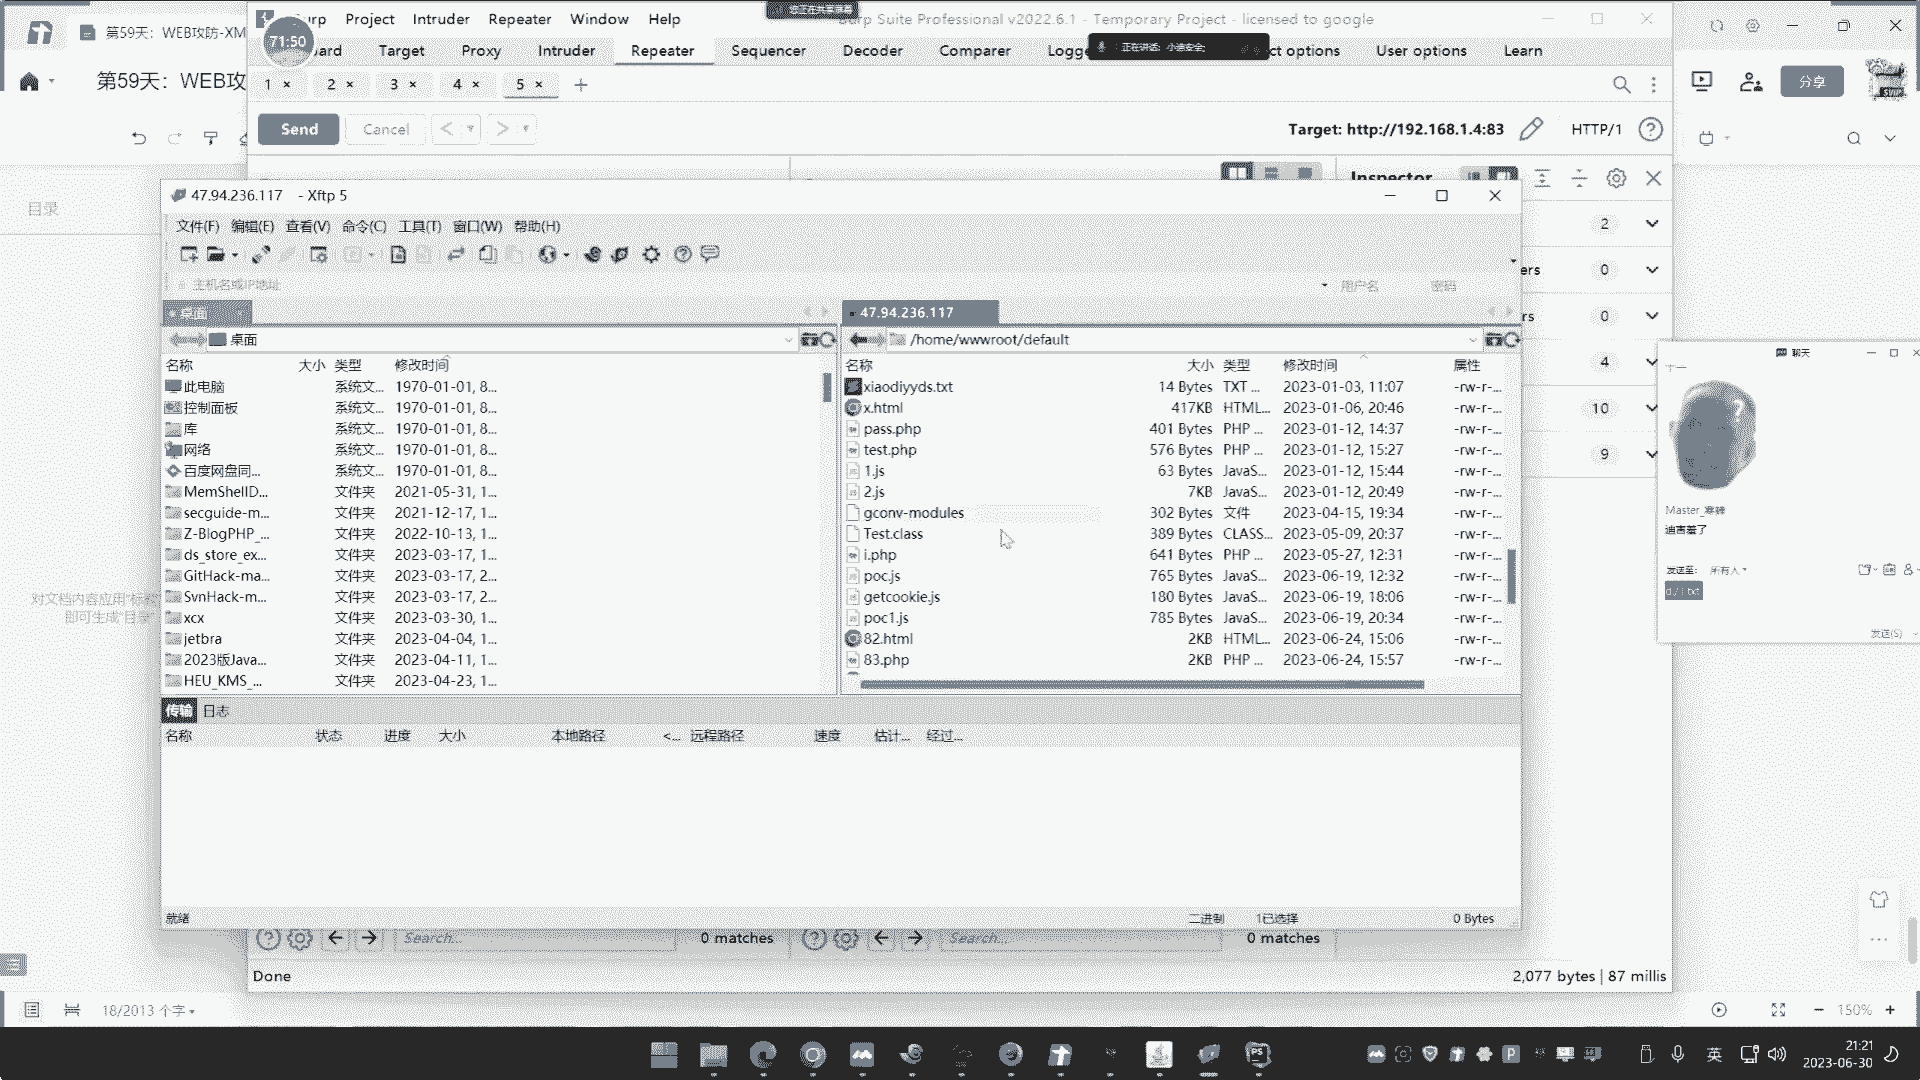 第59天：WEB攻防-XM
71:50
Project Intruder Repeater Window Help
Burp Suite Professional v2022.6.1 - Temporary Project - licensed to google
Target Proxy Intruder Repeater Sequencer Decoder Comparer Logge User options Learn
正在讲话: 小迪安全;
第59天：WEB攻
1 × 2 × 3 × 4 × 5 × +
分享
SVIP
Send Cancel < >
Target: http://192.168.1.4:83 HTTP/1
Inspector
目录
47.94.236.117 - Xftp 5
文件(F) 编辑(E) 查看(V) 命令(C) 工具(T) 窗口(W) 帮助(H)
主机名或IP地址 用户名 密码
桌面
47.94.236.117
桌面
/home/wwwroot/default
名称 大小 类型 修改时间
此电脑 系统文... 1970-01-01, 8...
控制面板 系统文... 1970-01-01, 8...
库 系统文... 1970-01-01, 8...
网络 系统文... 1970-01-01, 8...
百度网盘同... 系统文... 1970-01-01, 8...
MemShellD... 文件夹 2021-05-31, 1...
secguide-m... 文件夹 2021-12-17, 1...
Z-BlogPHP_... 文件夹 2022-10-13, 1...
ds_store_ex... 文件夹 2023-03-17, 1...
GitHack-ma... 文件夹 2023-03-17, 2...
SvnHack-m... 文件夹 2023-03-17, 2...
xcx 文件夹 2023-03-30, 1...
jetbra 文件夹 2023-04-04, 1...
2023版Java... 文件夹 2023-04-11, 1...
HEU_KMS_... 文件夹 2023-04-23, 1...
名称 大小 类型 修改时间 属性
xiaodiyyds.txt 14 Bytes TXT ... 2023-01-03, 11:07 -rw-r-...
x.html 417KB HTML... 2023-01-06, 20:46 -rw-r-...
pass.php 401 Bytes PHP ... 2023-01-12, 14:37 -rw-r-...
test.php 576 Bytes PHP ... 2023-01-12, 15:27 -rw-r-...
1.js 63 Bytes JavaS... 2023-01-12, 15:44 -rw-r-...
2.js 7KB JavaS... 2023-01-12, 20:49 -rw-r-...
gconv-modules 302 Bytes 文件 2023-04-15, 19:34 -rw-r-...
Test.class 389 Bytes CLASS... 2023-05-09, 20:37 -rw-r-...
i.php 641 Bytes PHP ... 2023-05-27, 12:31 -rw-r-...
poc.js 765 Bytes JavaS... 2023-06-19, 12:32 -rw-r-...
getcookie.js 180 Bytes JavaS... 2023-06-19, 18:06 -rw-r-...
poc1.js 785 Bytes JavaS... 2023-06-19, 20:34 -rw-r-...
82.html 2KB HTML... 2023-06-24, 15:06 -rw-r-...
83.php 2KB PHP ... 2023-06-24, 15:57 -rw-r-...
传输 日志
名称 状态 进度 大小 本地路径 <... 远程路径 速度 估计... 经过...
就绪 二进制 1已选择 0 Bytes
2
ers 0
rs 0
4
10
9
聊天
迪害羞了
发送至: 所有人
d:/1.txt
发送(S)
即可生成"目录"
Search... 0 matches Search... 0 matches
Done 2,077 bytes | 87 millis
18/2013 个字
150%
英
21:21
2023-06-30